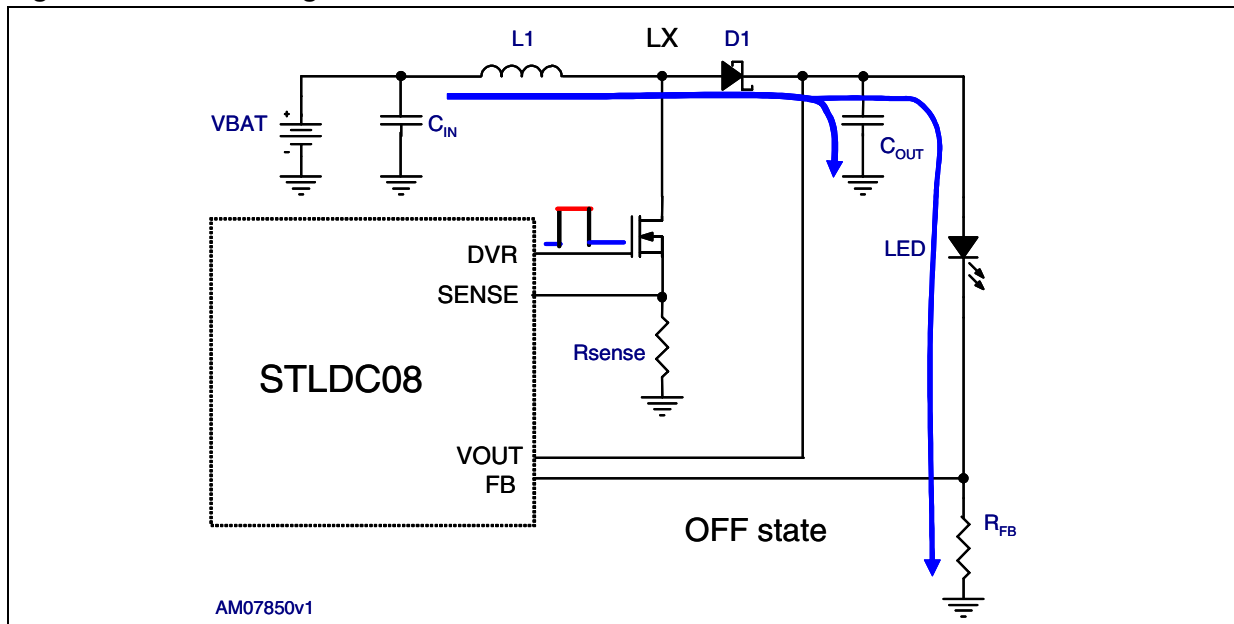 L1
LX
D1
VBAT
+
-
CIN
COUT
DVR
SENSE
LED
Rsense
STLDC08
VOUT
FB
OFF state
RFB
AM07850v1